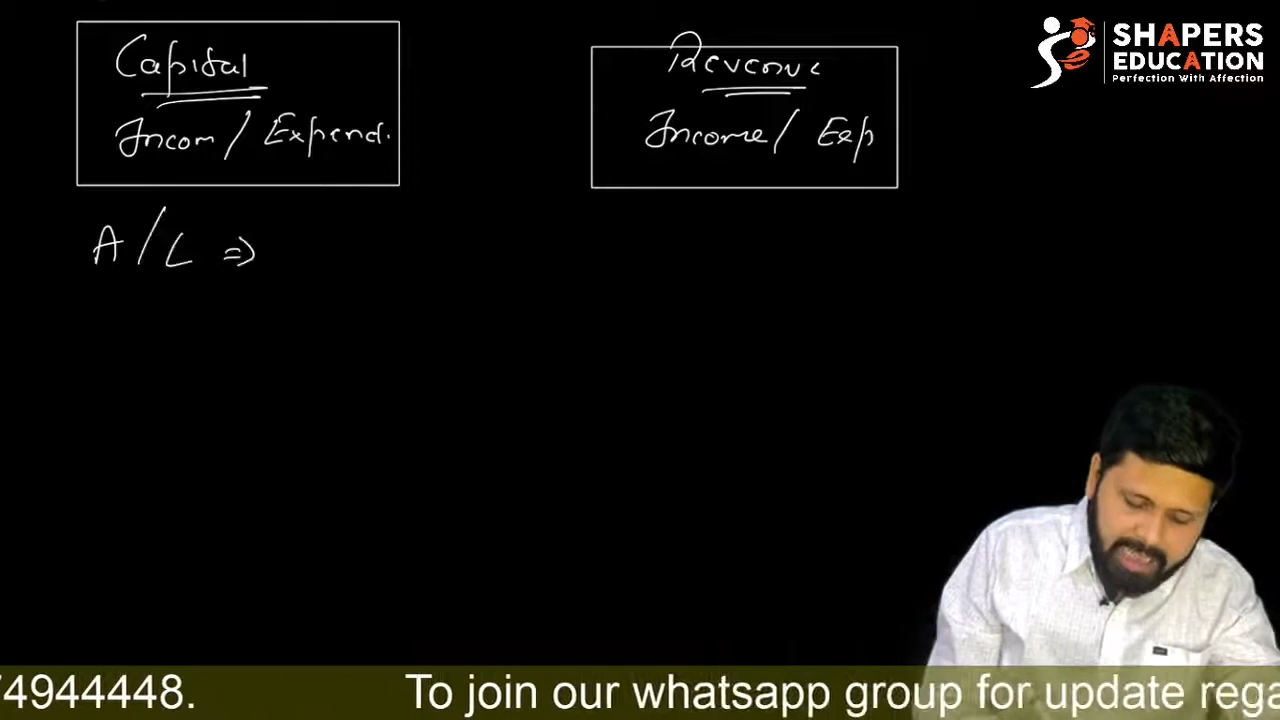 Capital
Incom / Expend.
Revenue
Income / Exp
A/L ⇒
SHAPERS
EDUCATION
Perfection With Affection
74944448.
To join our whatsapp group for update rega